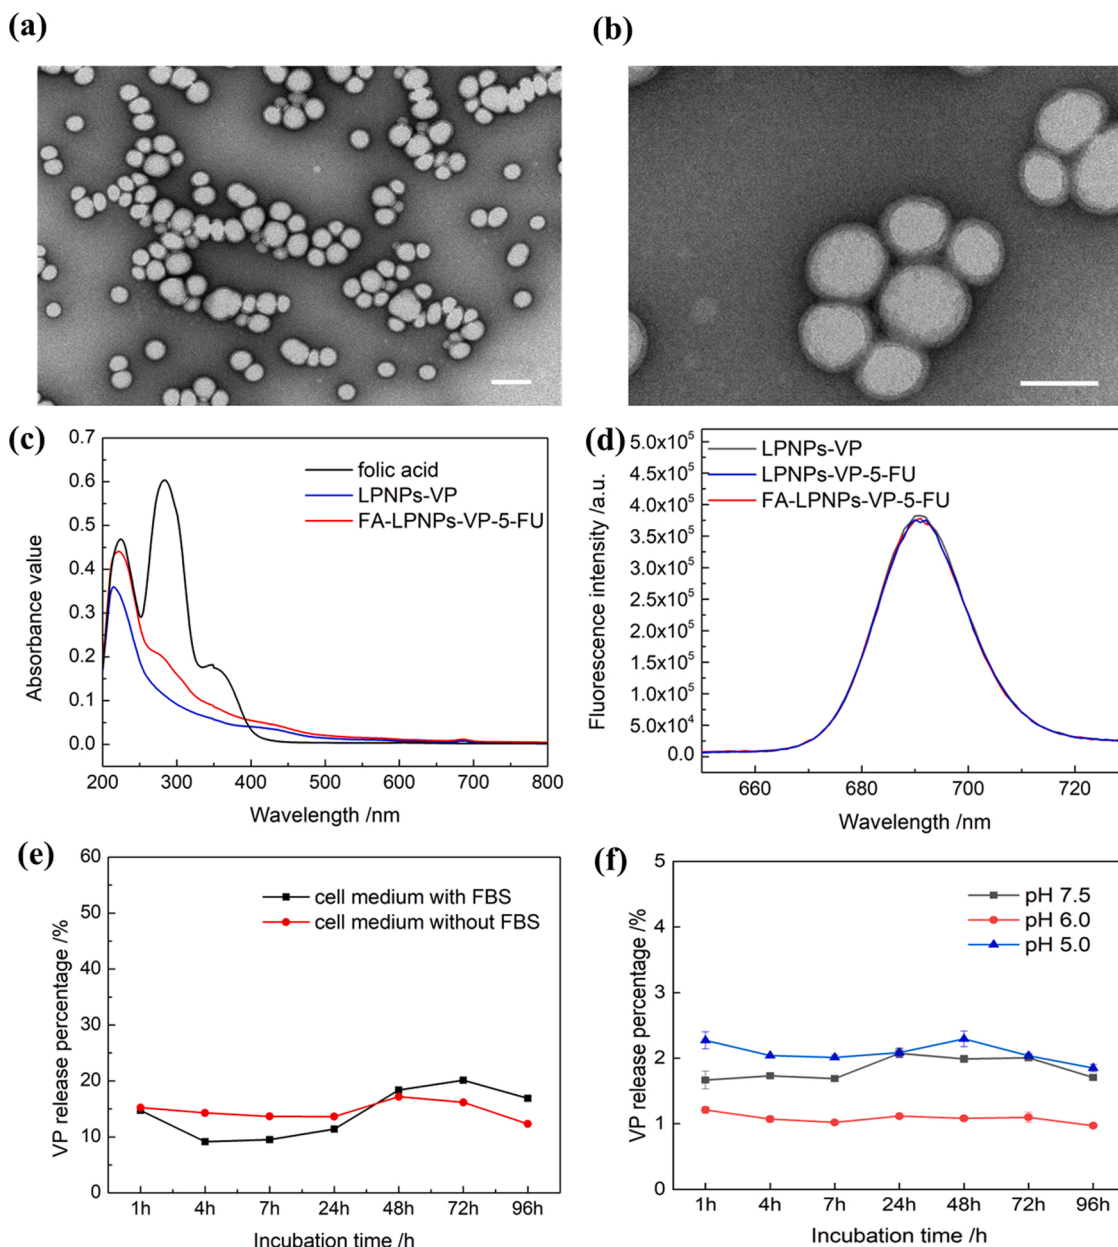 (a)
(b)
(c)
0.7
0.6
0.5
0.4
0.3
0.2
0.1
0.0
Absorbance value
folic acid
LPNPs-VP
FA-LPNPs-VP-5-FU
200
300
400
500
600
700
800
Wavelength /nm
(d)
5.0x10⁵
4.5x10⁵
4.0x10⁵
3.5x10⁵
3.0x10⁵
2.5x10⁵
2.0x10⁵
1.5x10⁵
1.0x10⁵
5.0x10⁴
0.0
Fluorescence intensity /a.u.
LPNPs-VP
LPNPs-VP-5-FU
FA-LPNPs-VP-5-FU
660
680
700
720
Wavelength /nm
(e)
60
50
40
30
20
10
0
VP release percentage /%
cell medium with FBS
cell medium without FBS
1h
4h
7h
24h
48h
72h
96h
Incubation time /h
(f)
5
4
3
2
1
0
VP release percentage /%
pH 7.5
pH 6.0
pH 5.0
1h
4h
7h
24h
48h
72h
96h
Incubation time /h